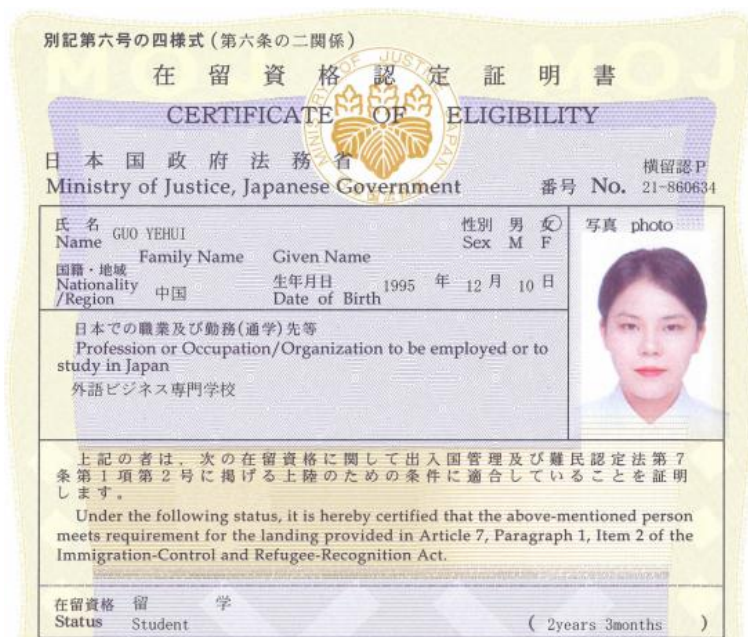 別記第六号の四様式 (第六条の二関係)
在留資格認定証明書
CERTIFICATE OF ELIGIBILITY
日本国政府法務省
Ministry of Justice, Japanese Government
横留認P
番号 No. 21-860634
氏名 性別 男 女 写真 photo
Name GUO YEHUI Sex M F
Family Name Given Name
国籍・地域 生年月日
Nationality 中国 1995 年 12 月 10 日
/Region Date of Birth
日本での職業及び勤務(通学)先等
Profession or Occupation/Organization to be employed or to
study in Japan
外語ビジネス専門学校
上記の者は、次の在留資格に関して出入国管理及び難民認定法第7
条第1項第2号に掲げる上陸のための条件に適合していることを証明
します。
Under the following status, it is hereby certified that the above-mentioned person
meets requirement for the landing provided in Article 7, Paragraph 1, Item 2 of the
Immigration-Control and Refugee-Recognition Act.
在留資格 留学
Status Student ( 2years 3months )